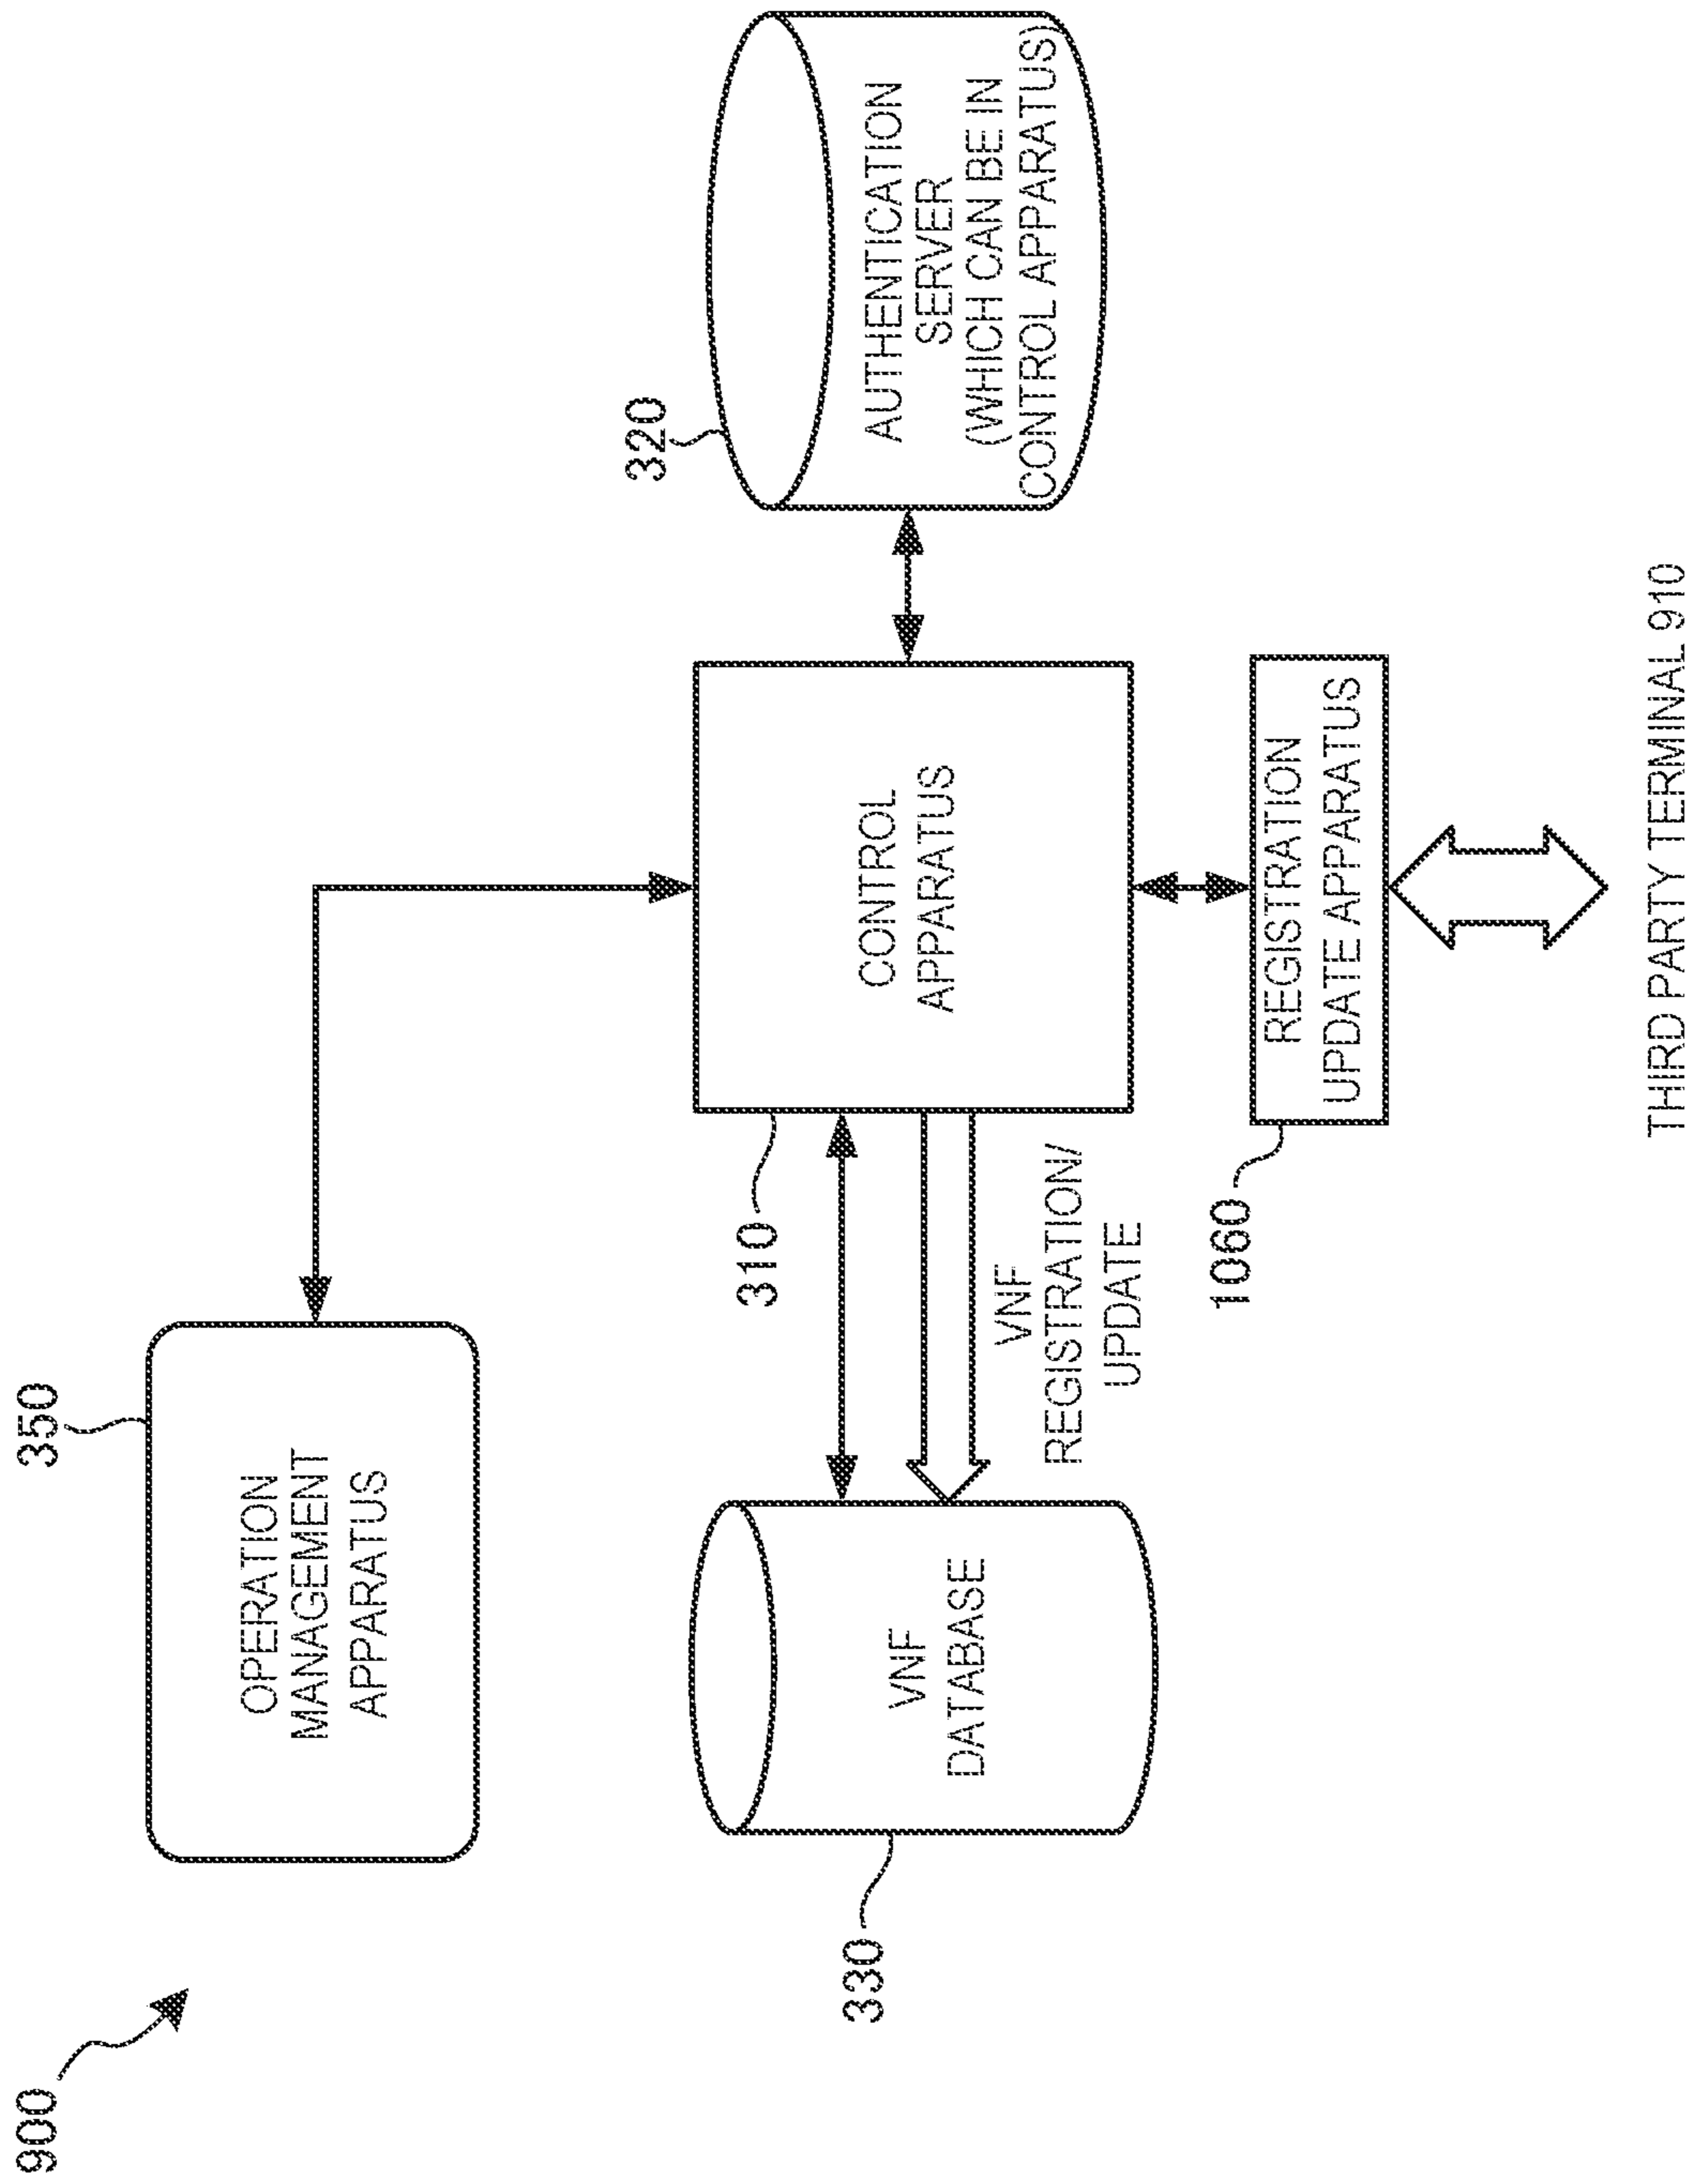 900
350
OPERATION
MANAGEMENT
APPARATUS
330
VNF
DATABASE
VNF
REGISTRATION/
UPDATE
310
CONTROL
APPARATUS
320
AUTHENTICATION
SERVER
(WHICH CAN BE IN
CONTROL APPARATUS)
1060
REGISTRATION
UPDATE APPARATUS
THIRD PARTY TERMINAL 910